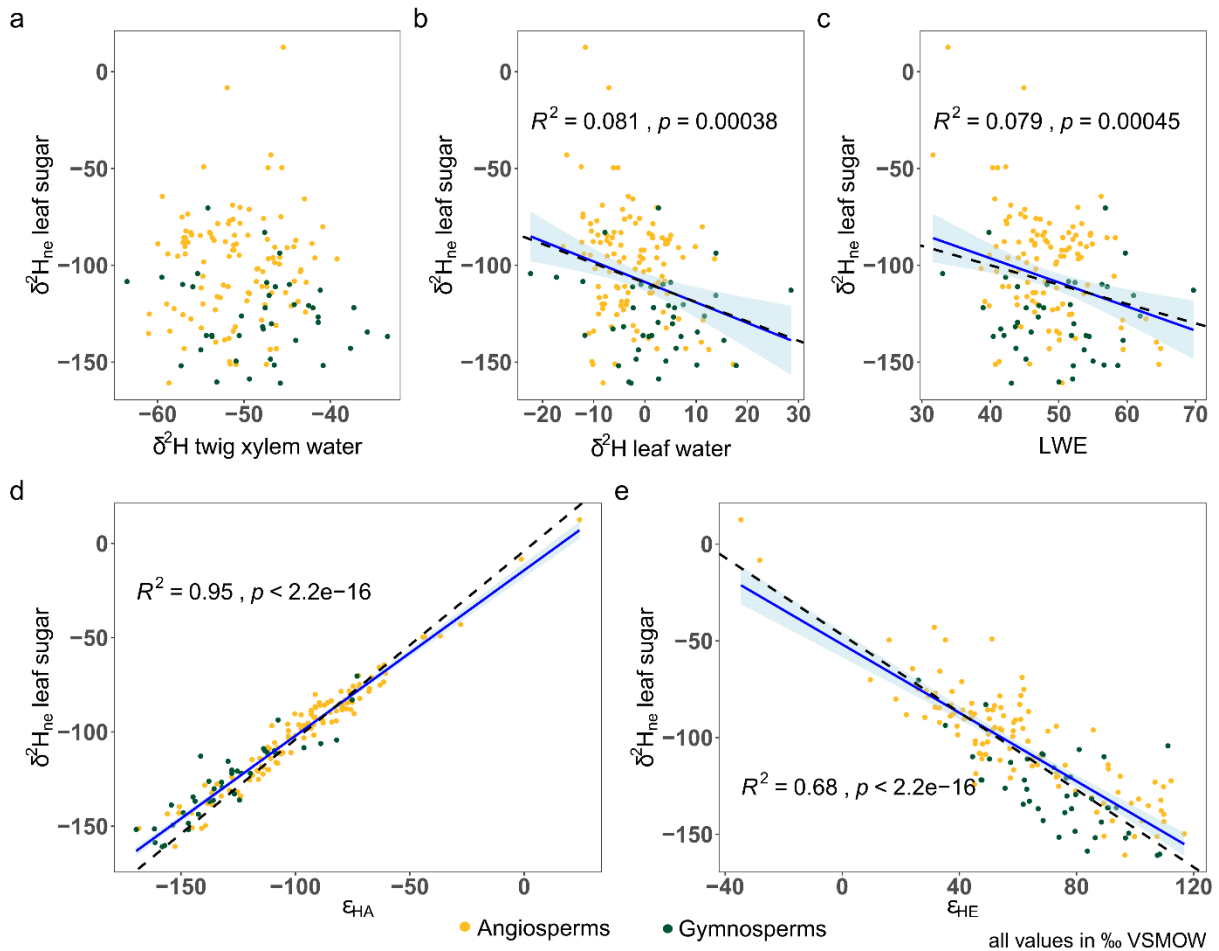 a
0
−50
−100
−150
δ²Hne leaf sugar
−60 −50 −40
δ²H twig xylem water
b
0
−50
−100
−150
δ²Hne leaf sugar
R² = 0.081 , p = 0.00038
−20 −10 0 10 20 30
δ²H leaf water
c
0
−50
−100
−150
δ²Hne leaf sugar
R² = 0.079 , p = 0.00045
30 40 50 60 70
LWE
d
0
−50
−100
−150
δ²Hne leaf sugar
R² = 0.95 , p < 2.2e−16
−150 −100 −50 0
εHA
e
0
−50
−100
−150
δ²Hne leaf sugar
R² = 0.68 , p < 2.2e−16
−40 0 40 80 120
εHE
Angiosperms Gymnosperms
all values in ‰ VSMOW